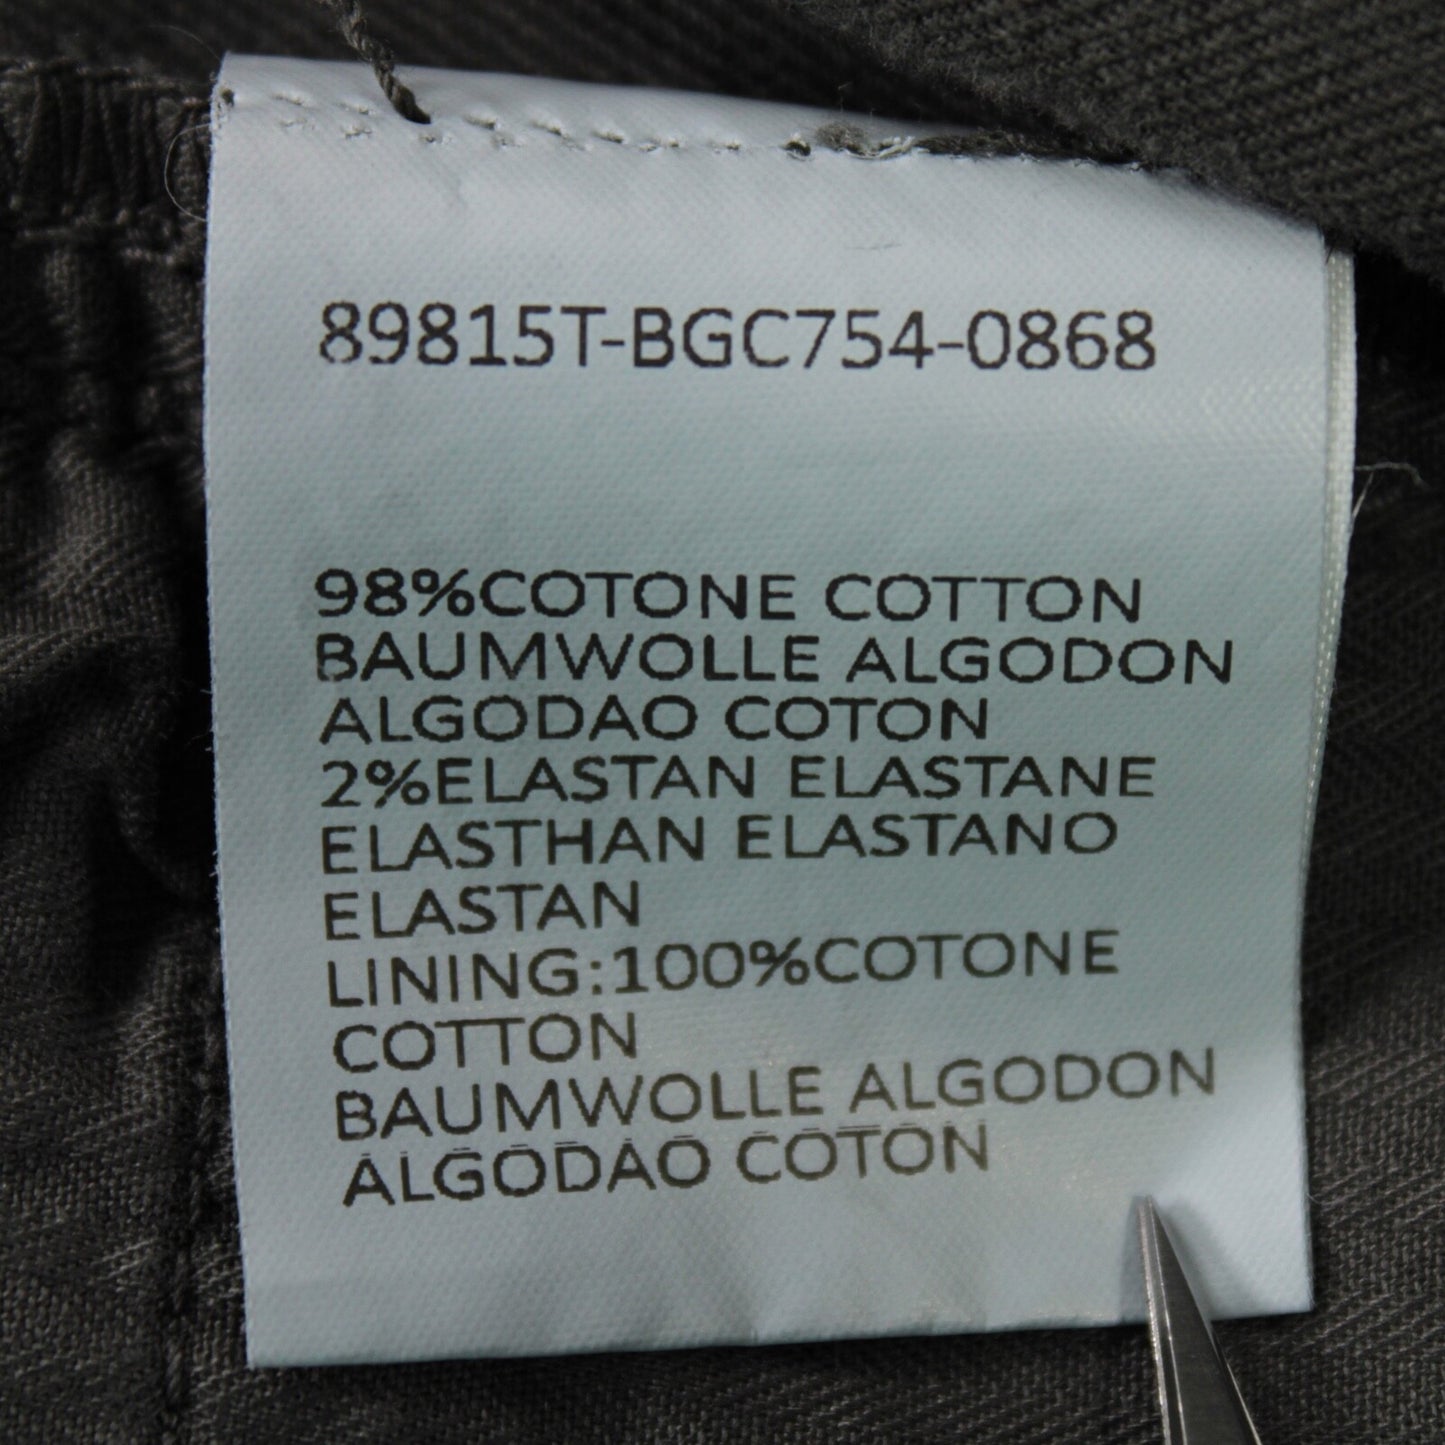 89815T-BGC754-0868
98%COTONE COTTON
BAUMWOLLE ALGODON
ALGODAO COTON
2%ELASTAN ELASTANE
ELASTHAN ELASTANO
ELASTAN
LINING:100%COTONE
COTTON
BAUMWOLLE ALGODON
ALGODAO COTON